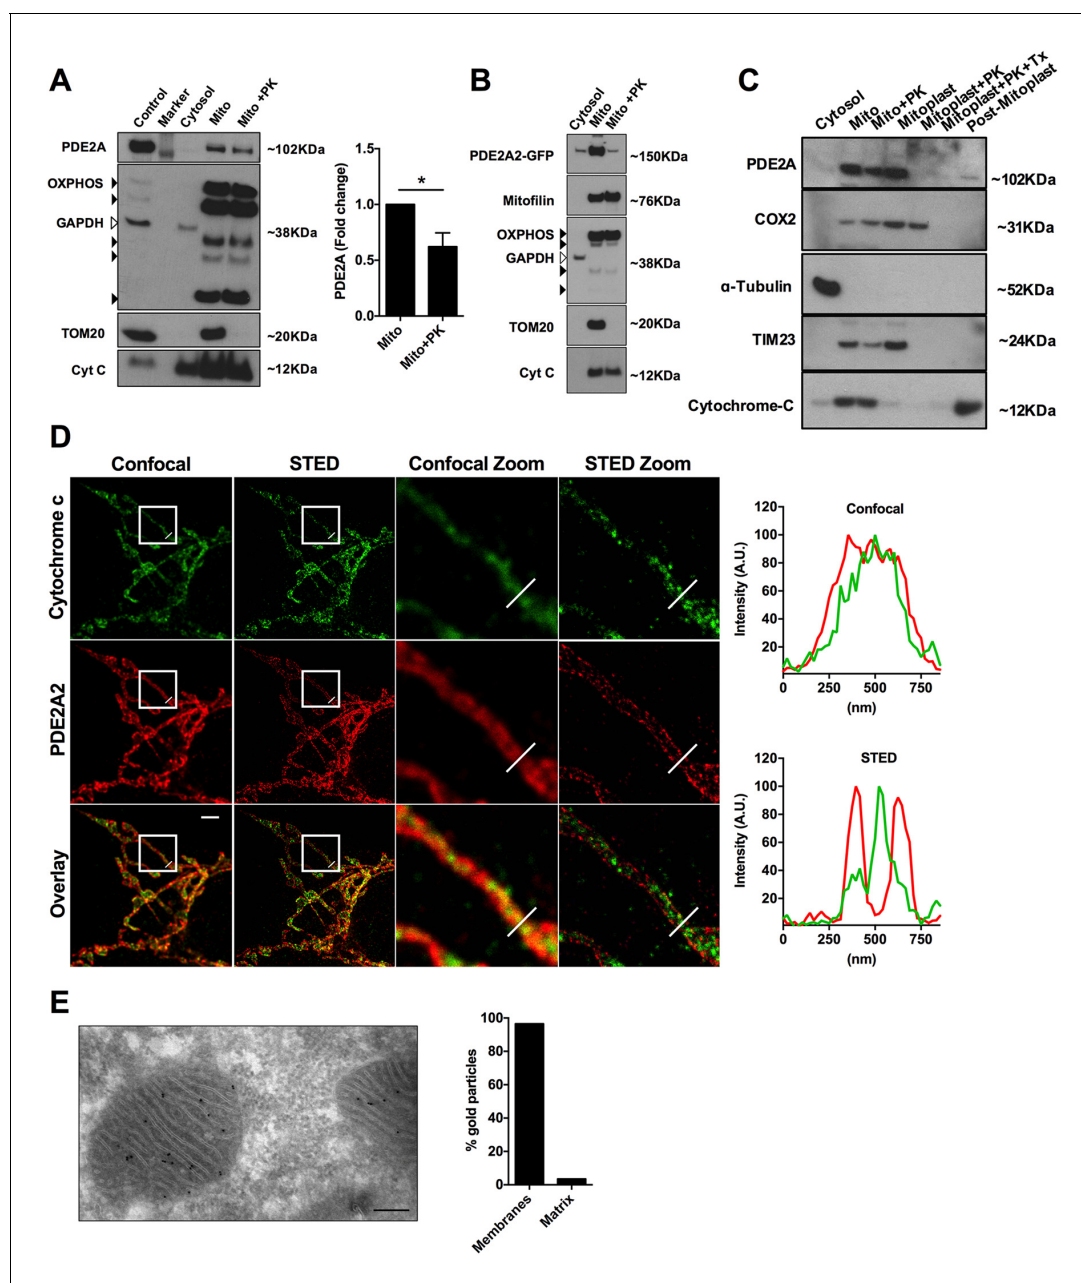 A
Control
Marker
Cytosol
Mito
Mito +PK
PDE2A
~102KDa
OXPHOS
GAPDH
~38KDa
TOM20
~20KDa
Cyt C
~12KDa
PDE2A (Fold change)
1.5
1.0
0.5
0.0
*
Mito
Mito+PK
B
Cytosol
Mito
Mito +PK
PDE2A2-GFP
~150KDa
Mitofilin
~76KDa
OXPHOS
GAPDH
~38KDa
TOM20
~20KDa
Cyt C
~12KDa
C
Cytosol
Mito
Mito+PK
Mitoplast
Mitoplast+PK
Mitoplast+PK+Tx
Post-Mitoplast
PDE2A
~102KDa
COX2
~31KDa
α-Tubulin
~52KDa
TIM23
~24KDa
Cytochrome-C
~12KDa
D
Confocal
STED
Confocal Zoom
STED Zoom
Cytochrome c
PDE2A2
Overlay
Confocal
Intensity (A.U.)
120
100
80
60
40
20
0
250
500
750
(nm)
STED
Intensity (A.U.)
120
100
80
60
40
20
0
250
500
750
(nm)
E
% gold particles
100
80
60
40
20
0
Membranes
Matrix